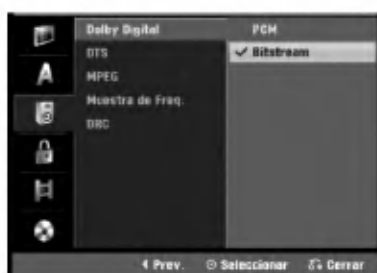 Dolby Digital
PCM
DTS
✓ Bitstream
MPEG
Muestra de Freq.
DRC
Prev. Seleccionar Cerrar